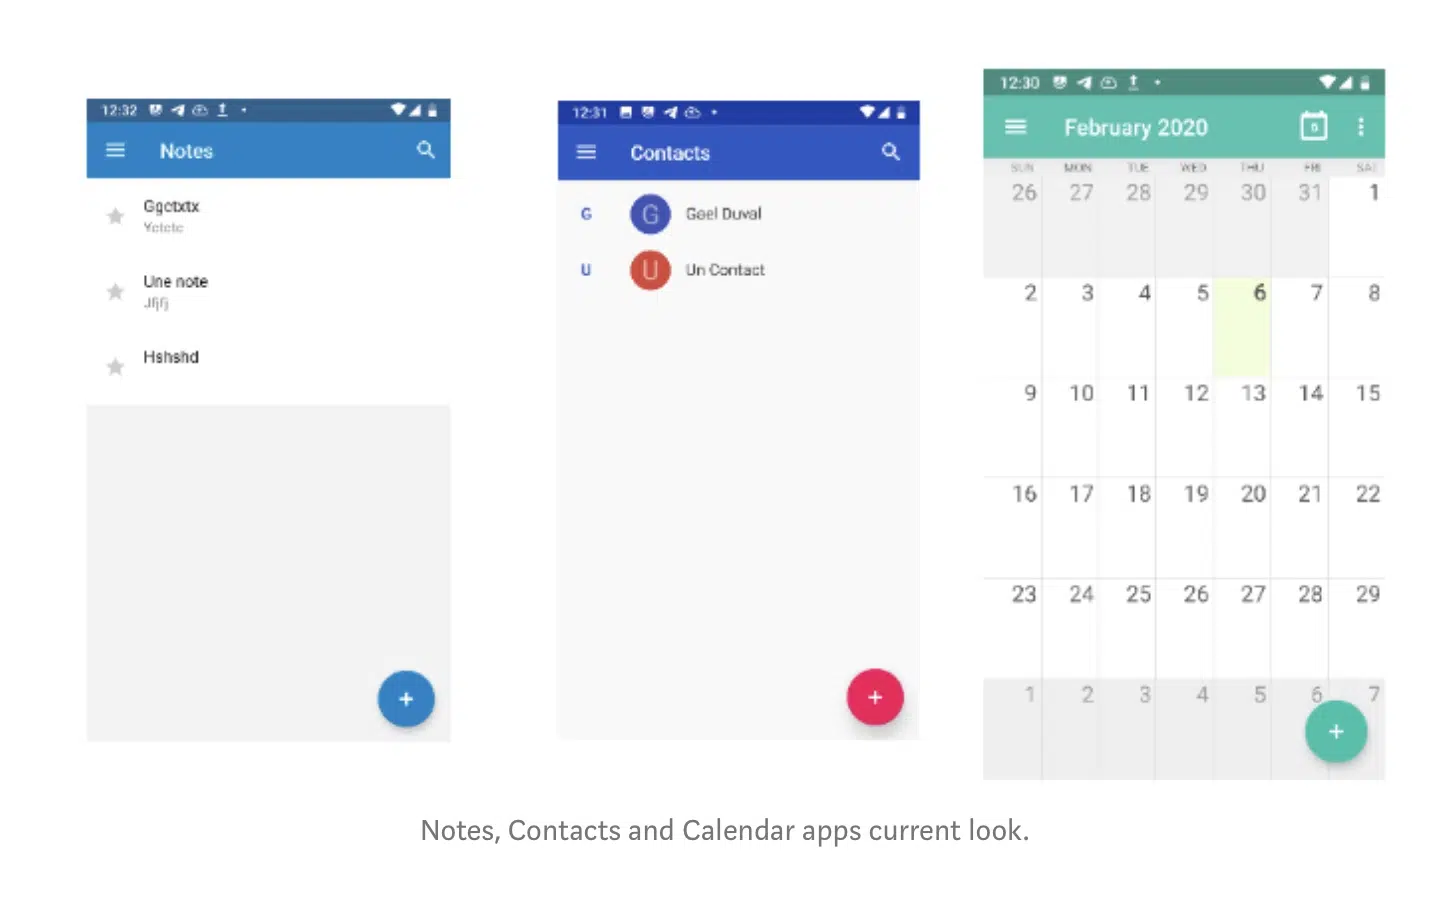 12:32
Notes
Ggctxtx
Yctctc
Une note
Jfjfj
Hshshd
+
12:31
Contacts
G G Gael Duval
U U Un Contact
+
12:30
February 2020 6
SUN MON TUE WED THU FRI SAT
26 27 28 29 30 31 1
2 3 4 5 6 7 8
9 10 11 12 13 14 15
16 17 18 19 20 21 22
23 24 25 26 27 28 29
1 2 3 4 5 6 7
+
Notes, Contacts and Calendar apps current look.